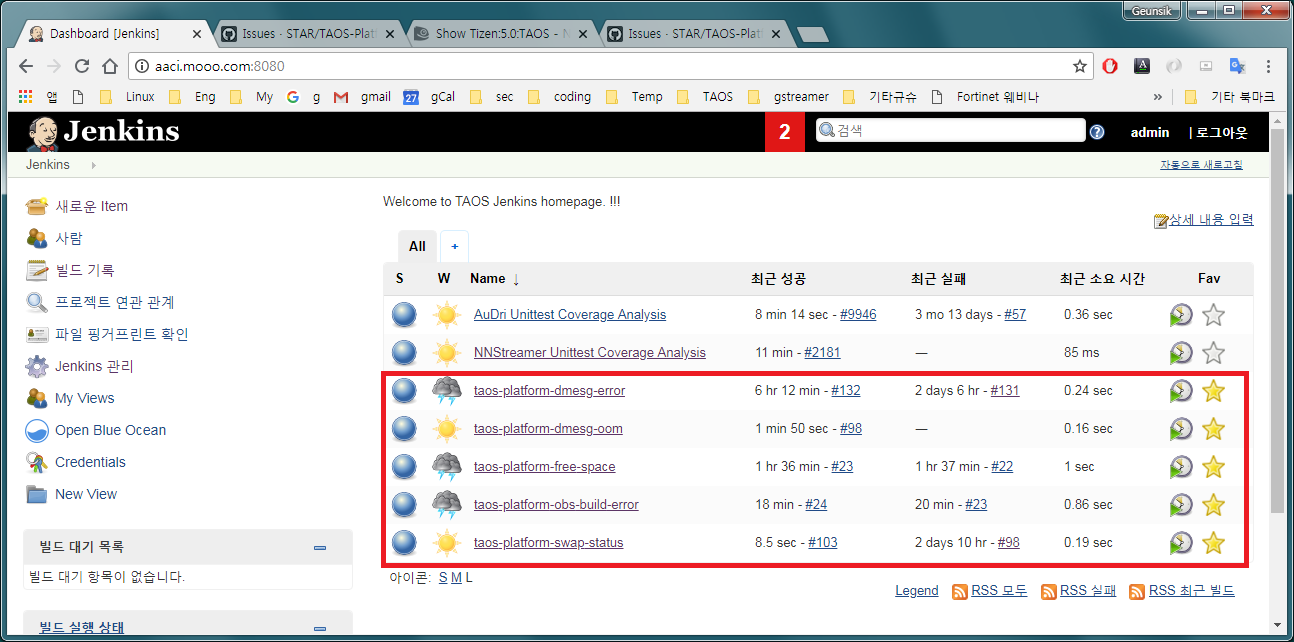 Geunsik
Dashboard [Jenkins]
Issues · STAR/TAOS-Platf
Show Tizen:5.0:TAOS -
Issues · STAR/TAOS-Platf
aaci.mooo.com:8080
앱 Linux Eng My g gmail 27 gCal sec coding Temp TAOS gstreamer 기타규슈 Fortinet 웨비나 » 기타 북마크
Jenkins 2 검색 ? admin | 로그아웃
Jenkins 자동으로 새로고침
새로운 Item
사람
빌드 기록
프로젝트 연관 관계
파일 핑거프린트 확인
Jenkins 관리
My Views
Open Blue Ocean
Credentials
New View
빌드 대기 목록
빌드 대기 항목이 없습니다.
빌드 실행 상태
Welcome to TAOS Jenkins homepage. !!!
상세 내용 입력
All +
S W Name ↓ 최근 성공 최근 실패 최근 소요 시간 Fav
AuDri Unittest Coverage Analysis 8 min 14 sec - #9946 3 mo 13 days - #57 0.36 sec
NNStreamer Unittest Coverage Analysis 11 min - #2181 — 85 ms
taos-platform-dmesg-error 6 hr 12 min - #132 2 days 6 hr - #131 0.24 sec
taos-platform-dmesg-oom 1 min 50 sec - #98 — 0.16 sec
taos-platform-free-space 1 hr 36 min - #23 1 hr 37 min - #22 1 sec
taos-platform-obs-build-error 18 min - #24 20 min - #23 0.86 sec
taos-platform-swap-status 8.5 sec - #103 2 days 10 hr - #98 0.19 sec
아이콘: S M L
Legend RSS 모두 RSS 실패 RSS 최근 빌드